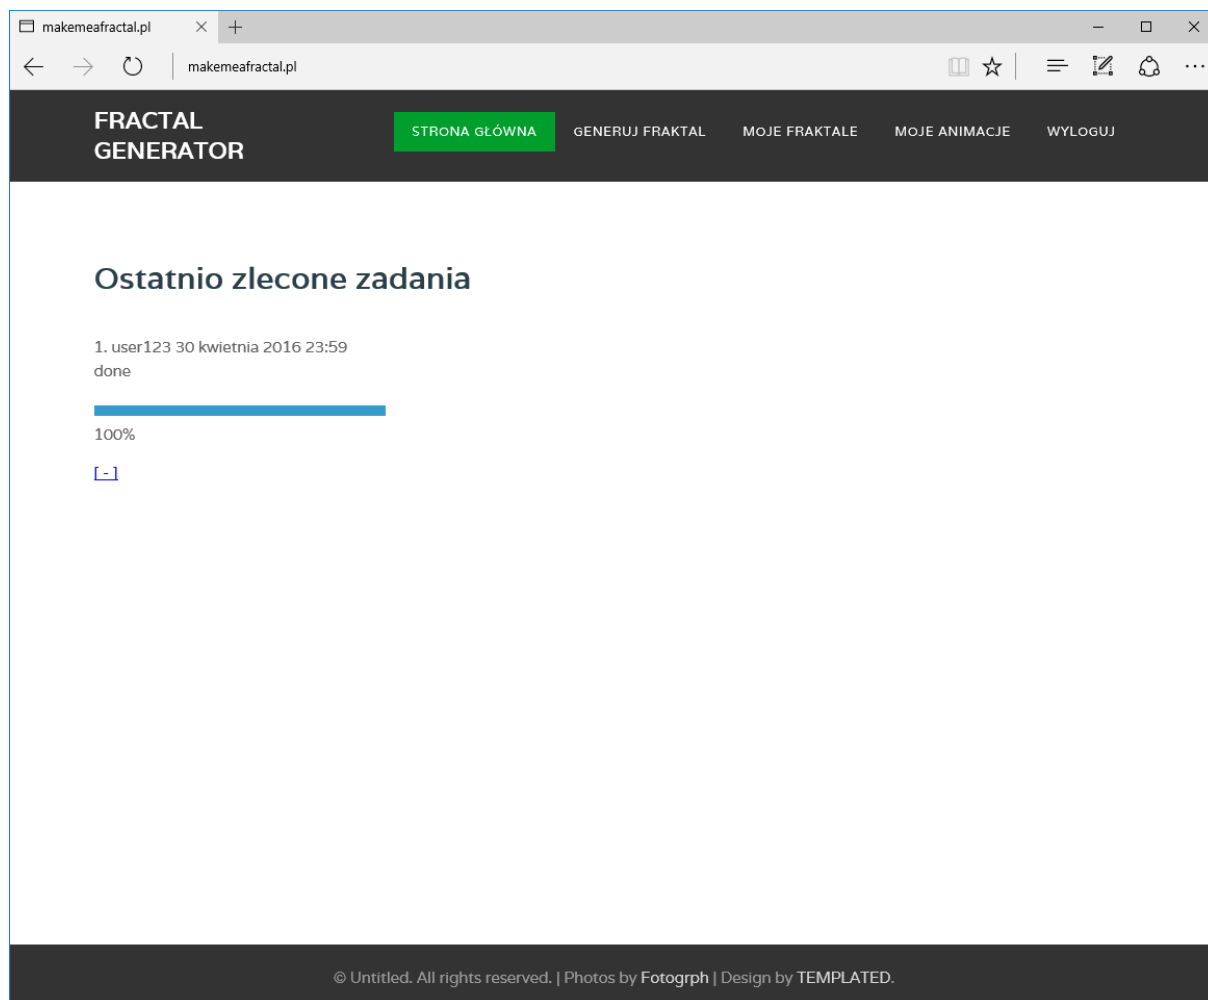 makemeafractal.pl
makemeafractal.pl
FRACTAL
GENERATOR
STRONA GŁÓWNA GENERUJ FRAKTAL MOJE FRAKTALE MOJE ANIMACJE WYLOGUJ
Ostatnio zlecone zadania
1. user123 30 kwietnia 2016 23:59
done
100%
[ - ]
© Untitled. All rights reserved. | Photos by Fotogrph | Design by TEMPLATED.